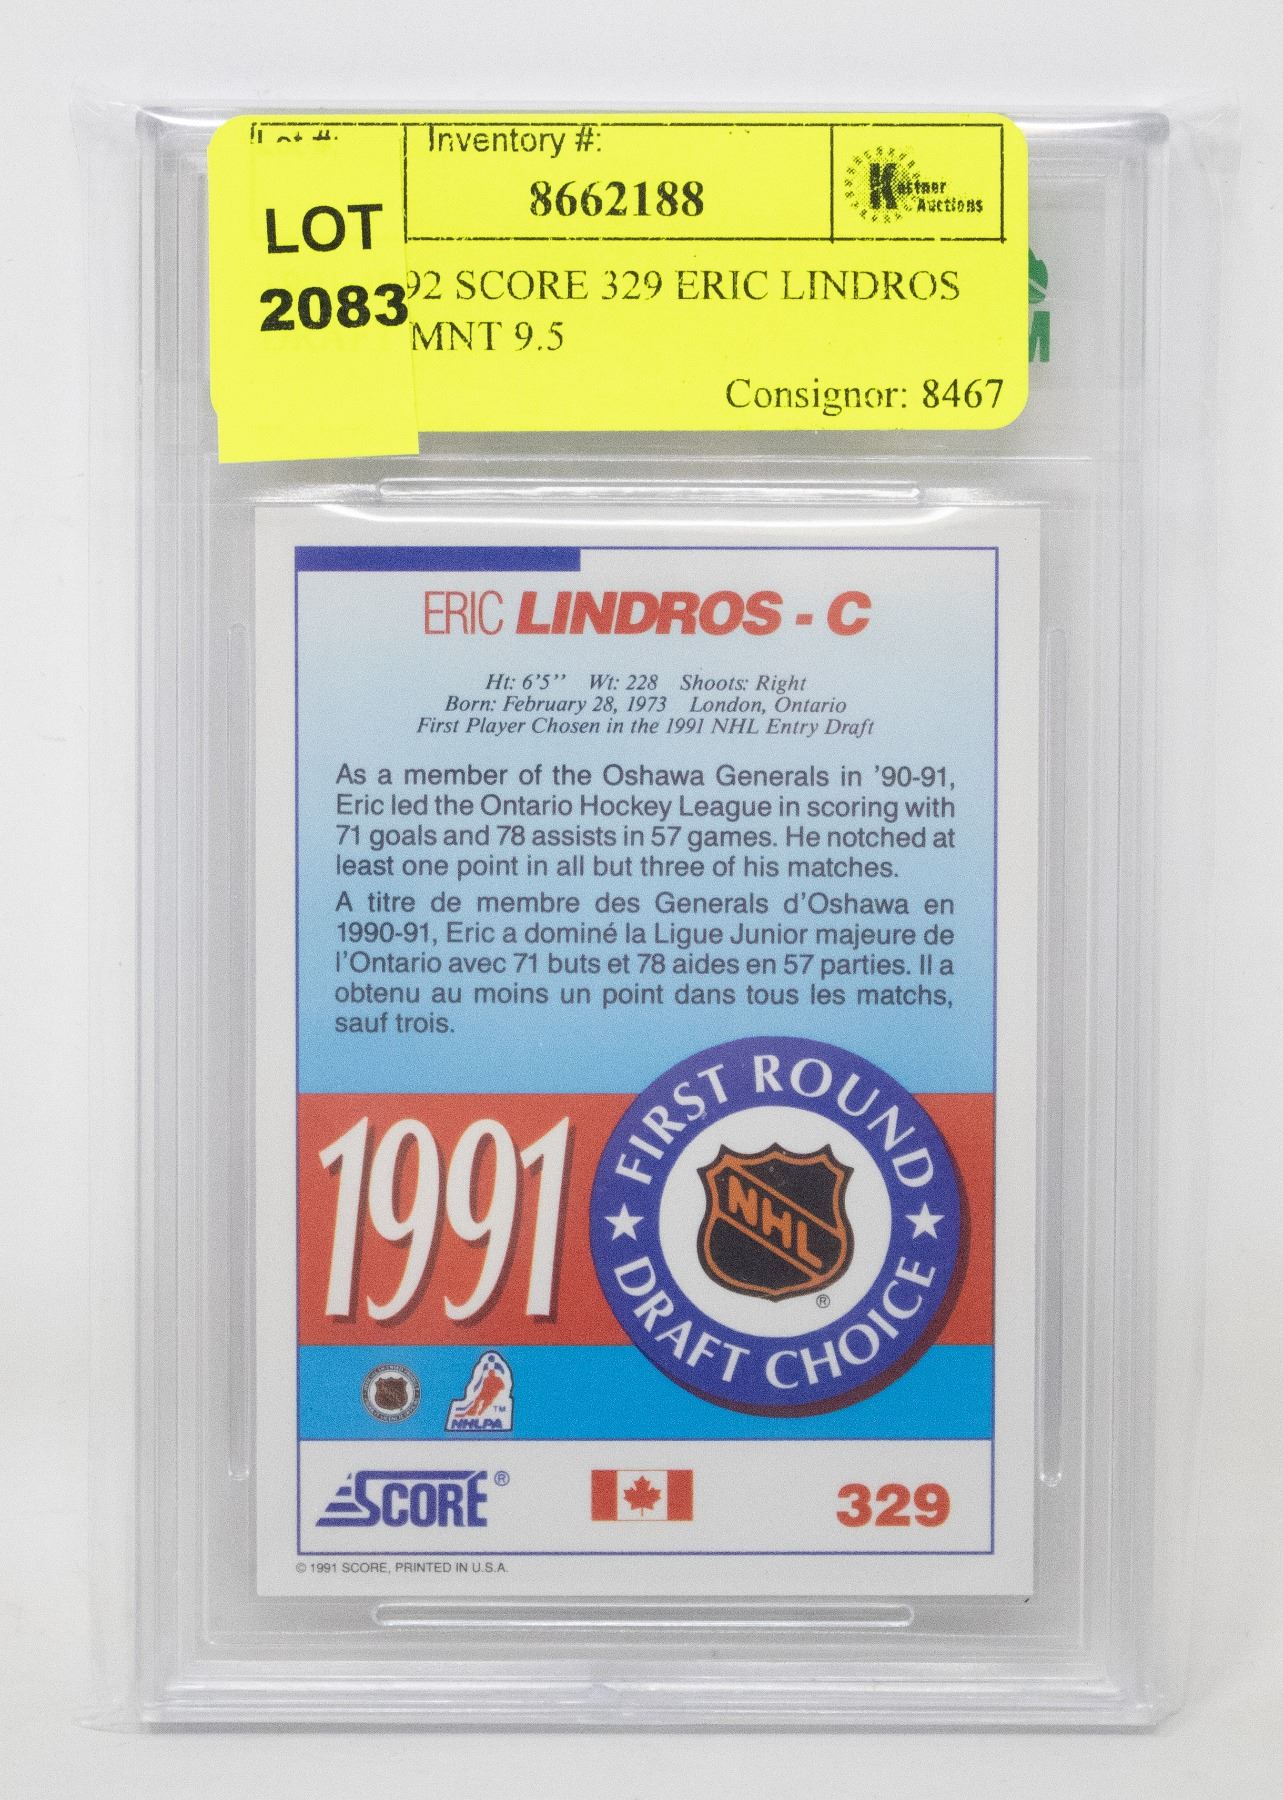 Lot #:
Inventory #:
8662188
Kastner
Auctions
LOT
2083
92 SCORE 329 ERIC LINDROS
MNT 9.5
Consignor: 8467
M
ERIC LINDROS - C
Ht: 6'5'' Wt: 228 Shoots: Right
Born: February 28, 1973 London, Ontario
First Player Chosen in the 1991 NHL Entry Draft
As a member of the Oshawa Generals in '90-91,
Eric led the Ontario Hockey League in scoring with
71 goals and 78 assists in 57 games. He notched at
least one point in all but three of his matches.
A titre de membre des Generals d'Oshawa en
1990-91, Eric a dominé la Ligue Junior majeure de
l'Ontario avec 71 buts et 78 aides en 57 parties. Il a
obtenu au moins un point dans tous les matchs,
sauf trois.
1991
FIRST ROUND
NHL
®
DRAFT CHOICE
NHLPA
TM
SCORE®
329
© 1991 SCORE, PRINTED IN U.S.A.